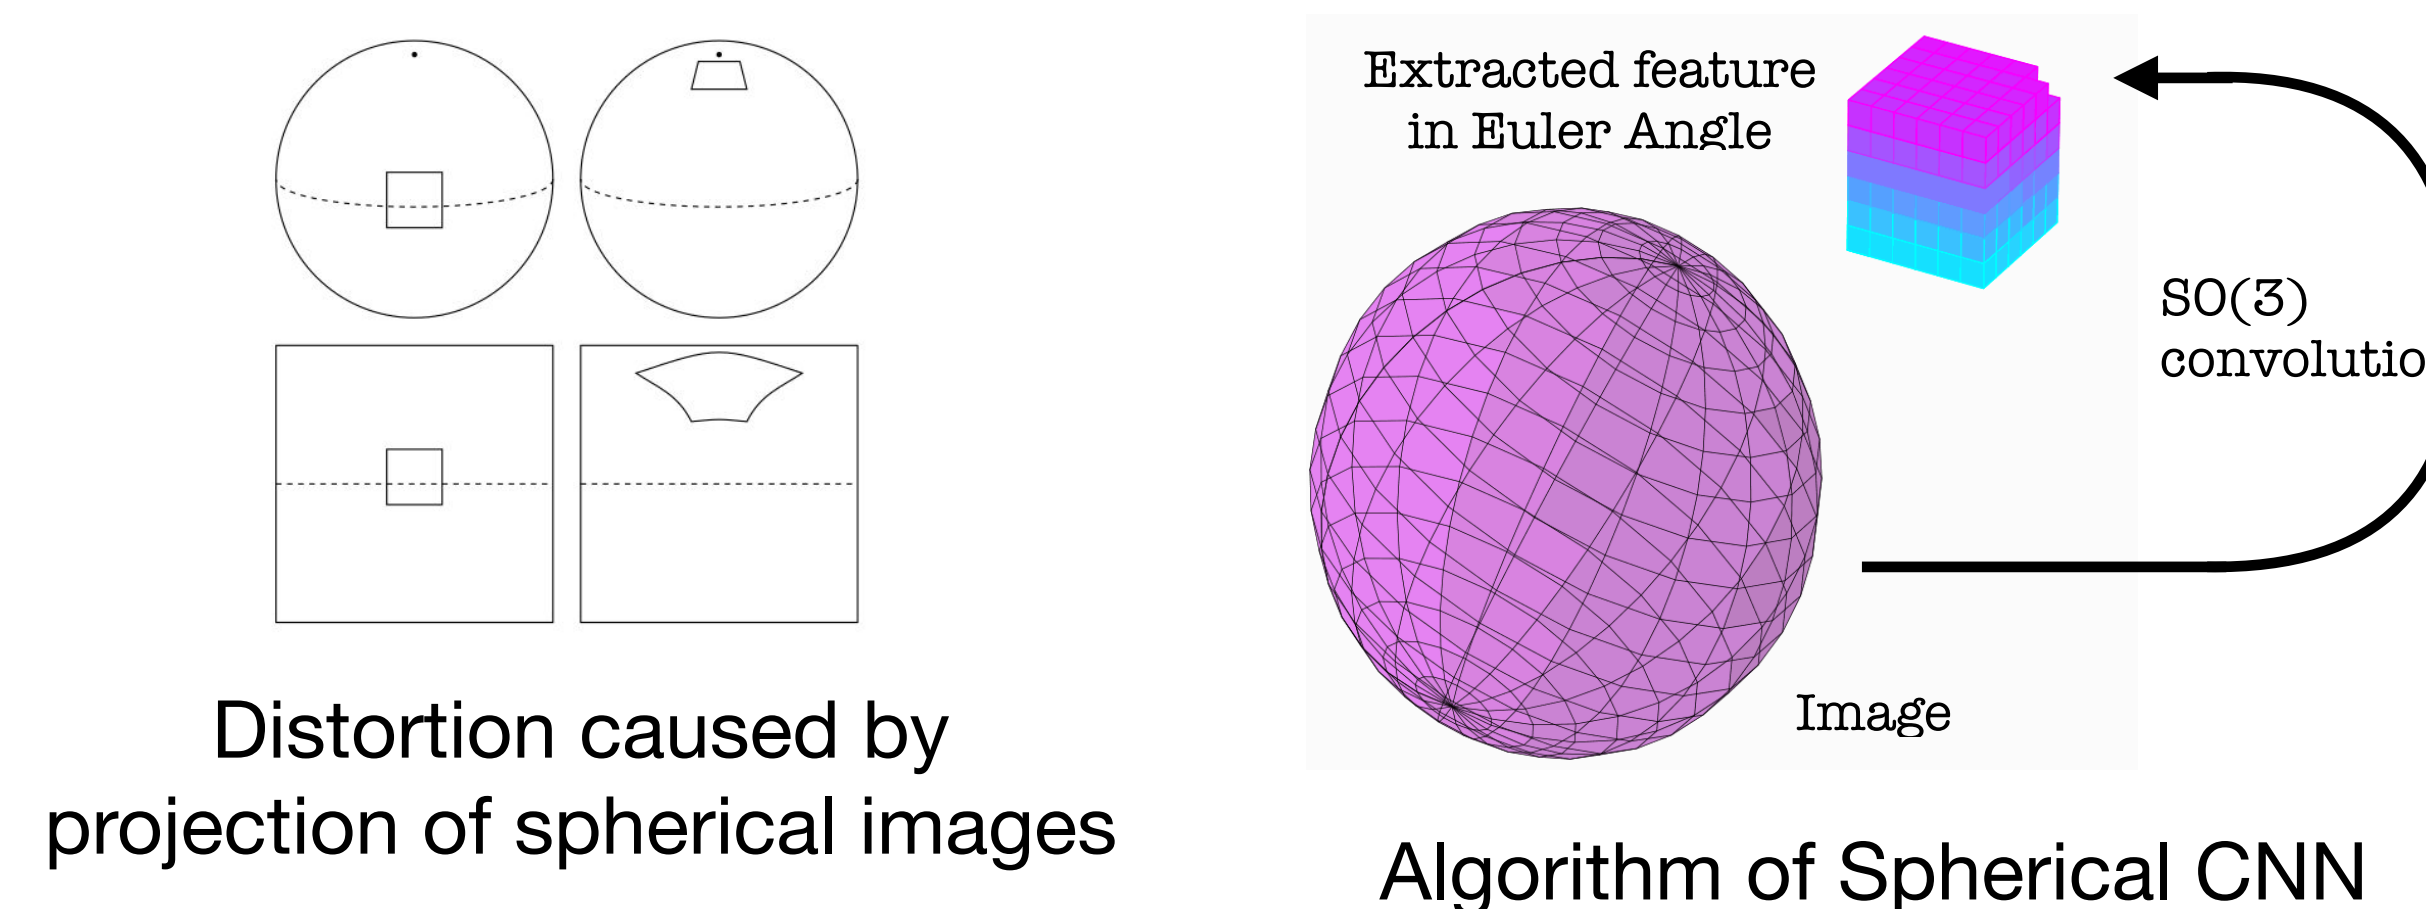 Extracted feature
in Euler Angle
SO(3)
convolutio
Image
Distortion caused by
projection of spherical images
Algorithm of Spherical CNN